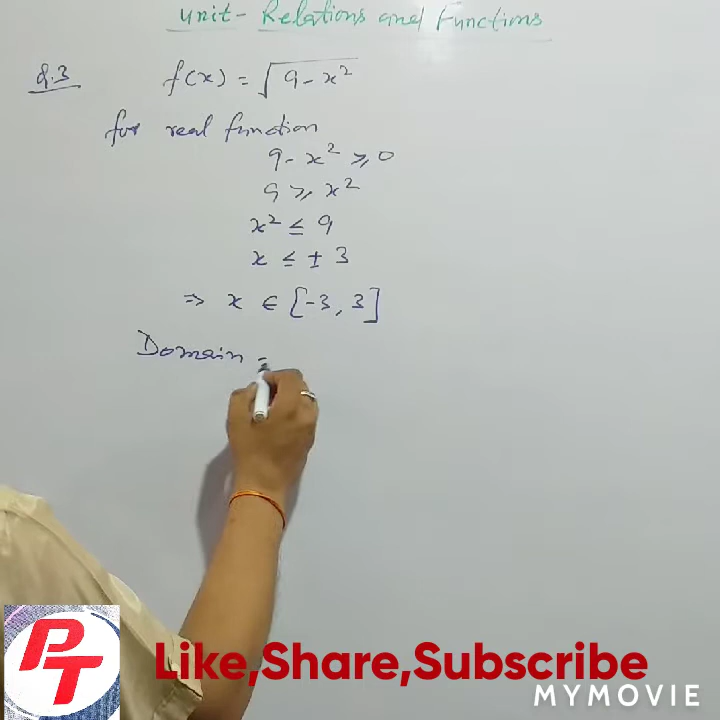 Unit - Relations and Functions
Q.3 f(x) = √9 - x²
for real function
9 - x² ≥ 0
9 ≥ x²
x² ≤ 9
x ≤ ± 3
⇒ x ∈ [-3, 3]
Domain =
PT
Like,Share,Subscribe
MYMOVIE